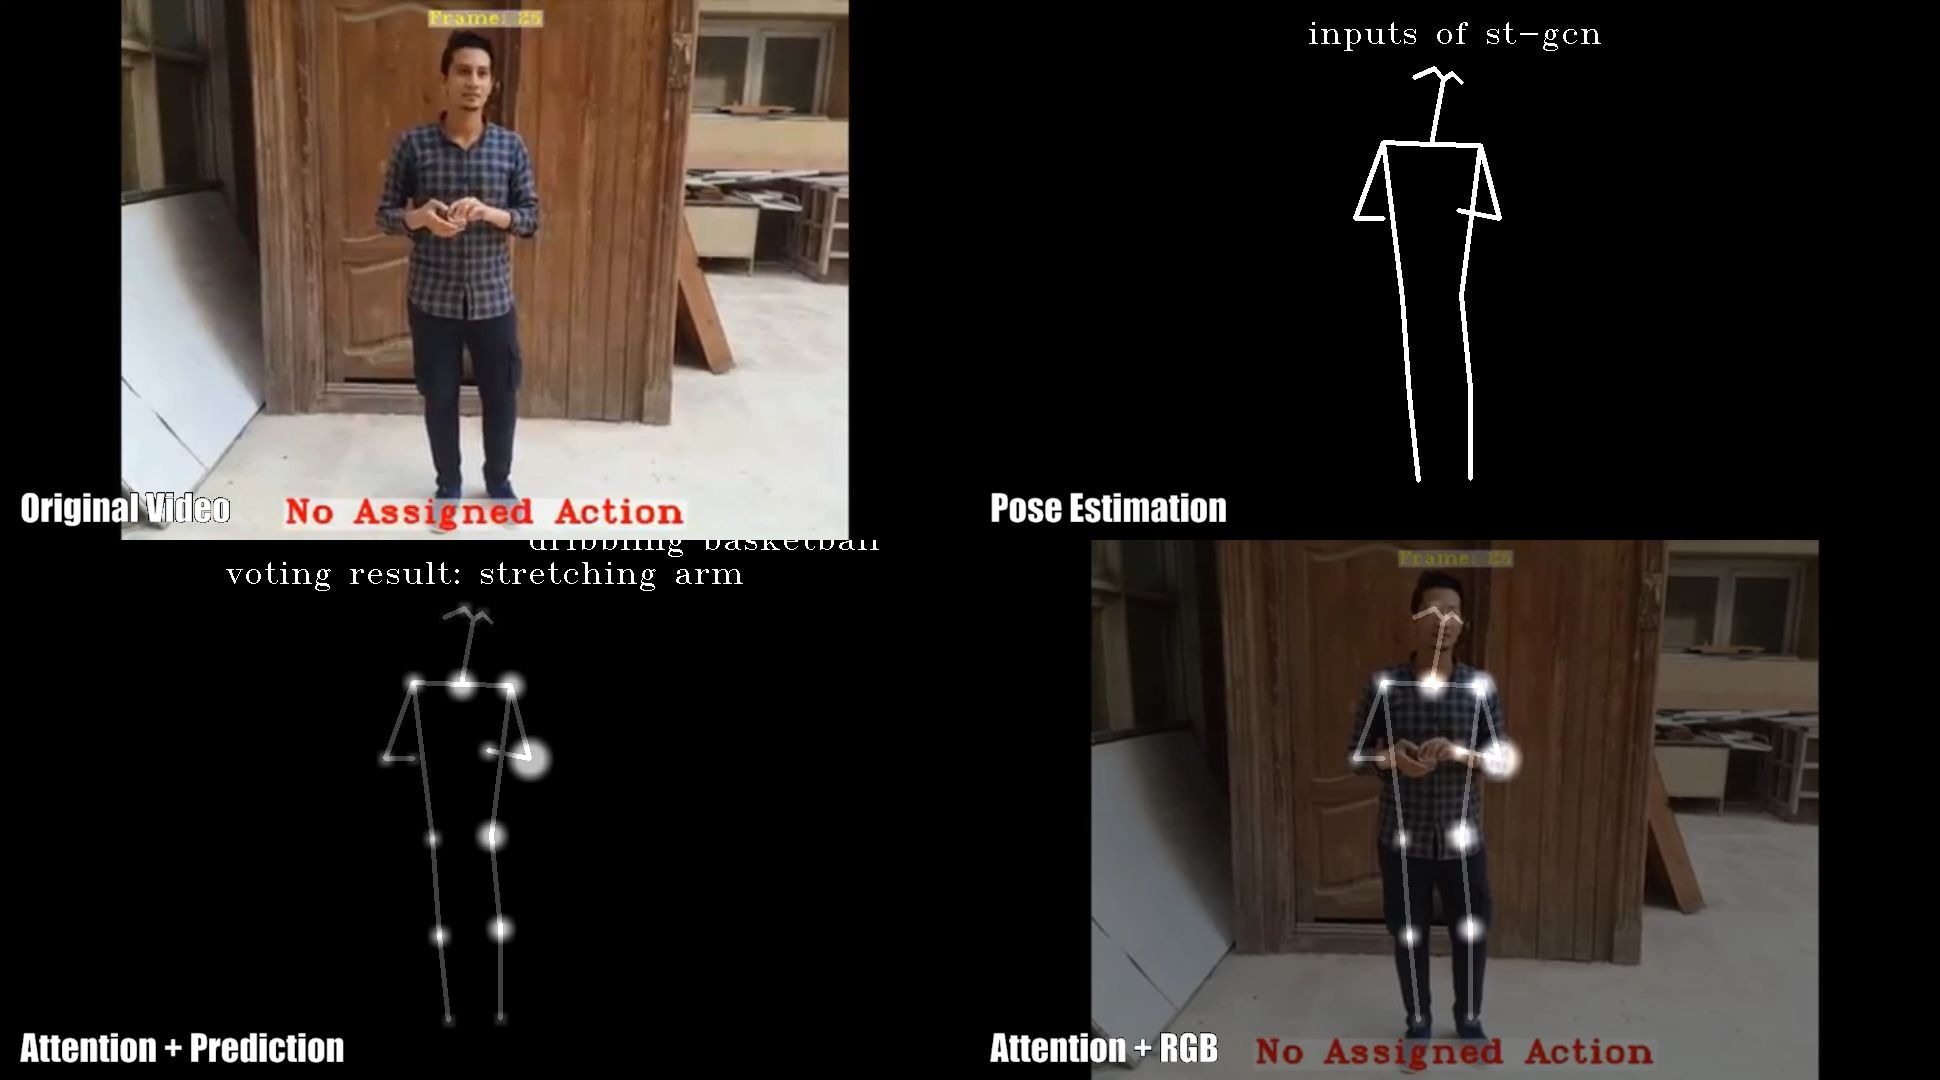 Frame: 25
inputs of st-gcn
Original Video
No Assigned Action
Pose Estimation
dribbling basketball
voting result: stretching arm
Frame: 25
Attention + Prediction
Attention + RGB
No Assigned Action